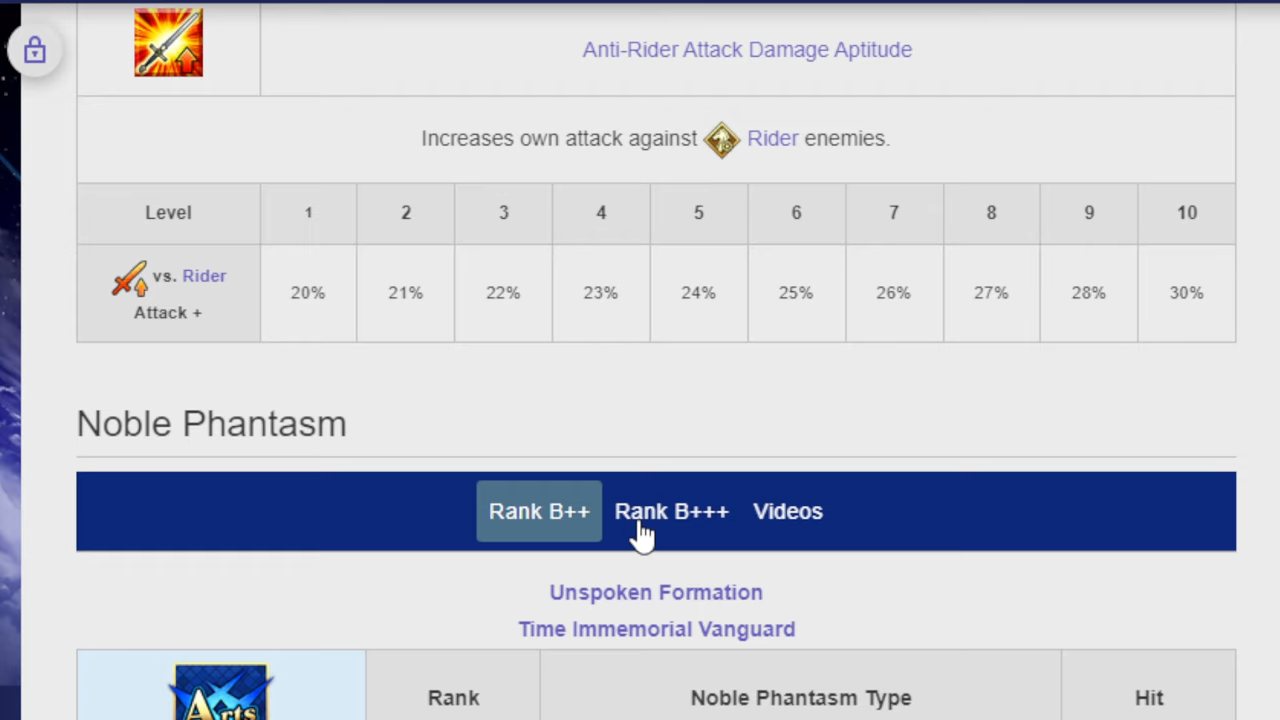 Anti-Rider Attack Damage Aptitude
Increases own attack against Rider enemies.
Level 1 2 3 4 5 6 7 8 9 10
vs. Rider
Attack + 20% 21% 22% 23% 24% 25% 26% 27% 28% 30%
Noble Phantasm
Rank B++ Rank B+++ Videos
Unspoken Formation
Time Immemorial Vanguard
Arts Rank Noble Phantasm Type Hit